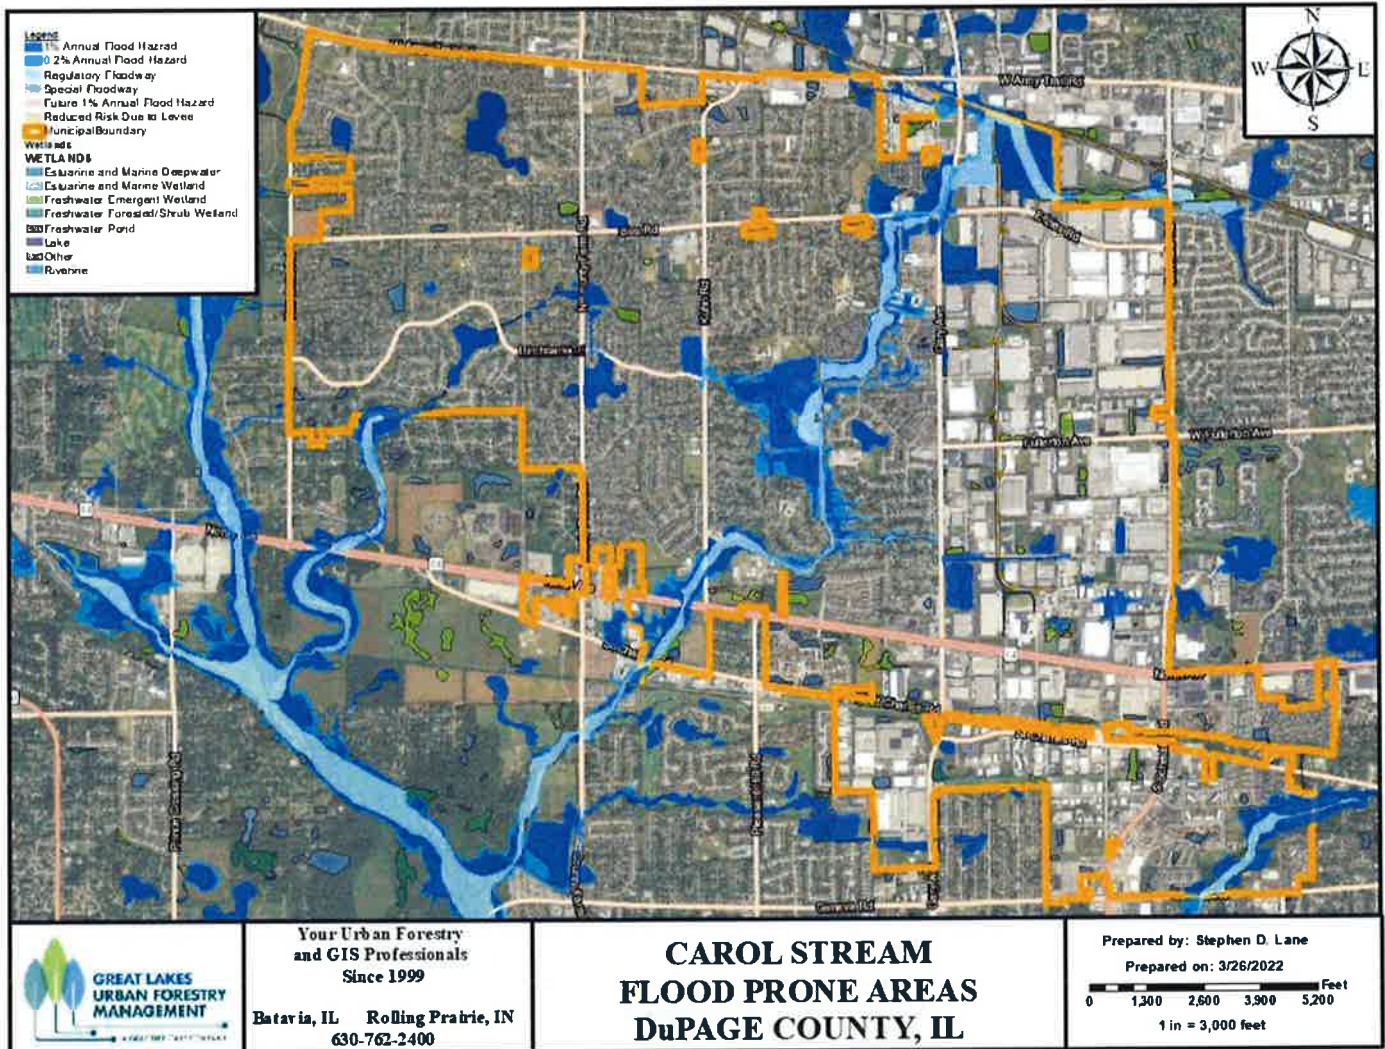 Legend
1% Annual Flood Hazrad
0.2% Annual Flood Hazard
Regulatory Floodway
Special Floodway
Future 1% Annual Flood Hazard
Reduced Risk Due to Levee
Municipal Boundary
Wetlands
WETLANDS
Estuarine and Marine Deepwater
Estuarine and Marine Wetland
Freshwater Emergent Wetland
Freshwater Forested/Shrub Wetland
Freshwater Pond
Lake
Other
Riverine
N
W
E
S
W Army Trail Rd
Kuhn Rd
Gary Ave
Fullerton Ave
W Fullerton Ave
Geneva Rd
GREAT LAKES
URBAN FORESTRY
MANAGEMENT
Your Urban Forestry
and GIS Professionals
Since 1999
Batavia, IL Rolling Prairie, IN
630-762-2400
CAROL STREAM
FLOOD PRONE AREAS
DuPAGE COUNTY, IL
Prepared by: Stephen D. Lane
Prepared on: 3/26/2022
Feet
0 1,300 2,600 3,900 5,200
1 in = 3,000 feet